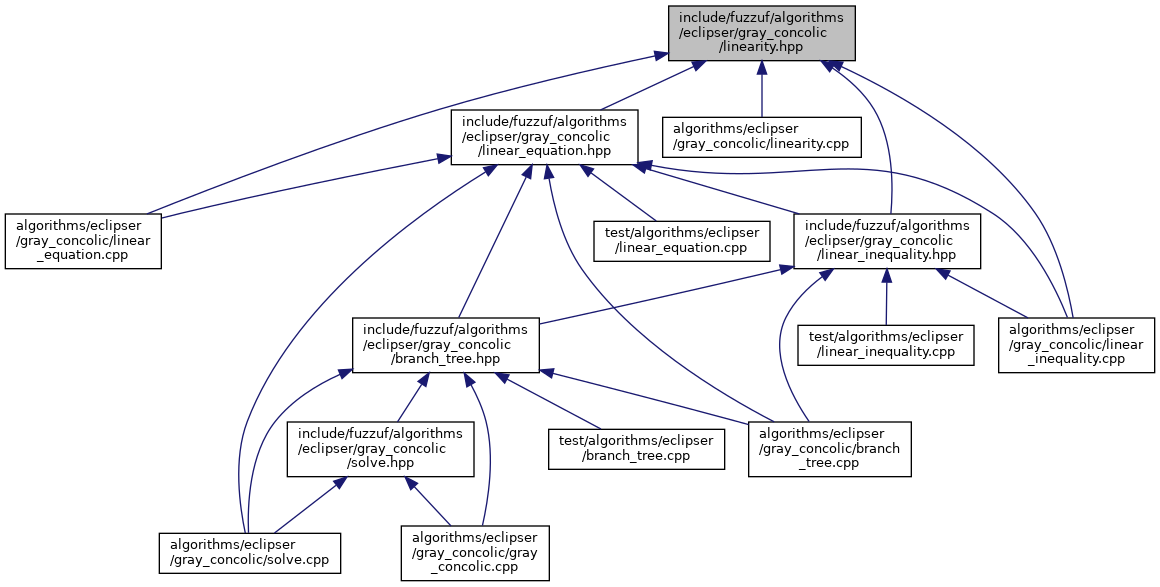 include/fuzzuf/algorithms
/eclipser/gray_concolic
/linearity.hpp
include/fuzzuf/algorithms
/eclipser/gray_concolic
/linear_equation.hpp
algorithms/eclipser
/gray_concolic/linearity.cpp
algorithms/eclipser
/gray_concolic/linear
_equation.cpp
test/algorithms/eclipser
/linear_equation.cpp
include/fuzzuf/algorithms
/eclipser/gray_concolic
/linear_inequality.hpp
include/fuzzuf/algorithms
/eclipser/gray_concolic
/branch_tree.hpp
test/algorithms/eclipser
/linear_inequality.cpp
algorithms/eclipser
/gray_concolic/linear
_inequality.cpp
include/fuzzuf/algorithms
/eclipser/gray_concolic
/solve.hpp
test/algorithms/eclipser
/branch_tree.cpp
algorithms/eclipser
/gray_concolic/branch
_tree.cpp
algorithms/eclipser
/gray_concolic/solve.cpp
algorithms/eclipser
/gray_concolic/gray
_concolic.cpp